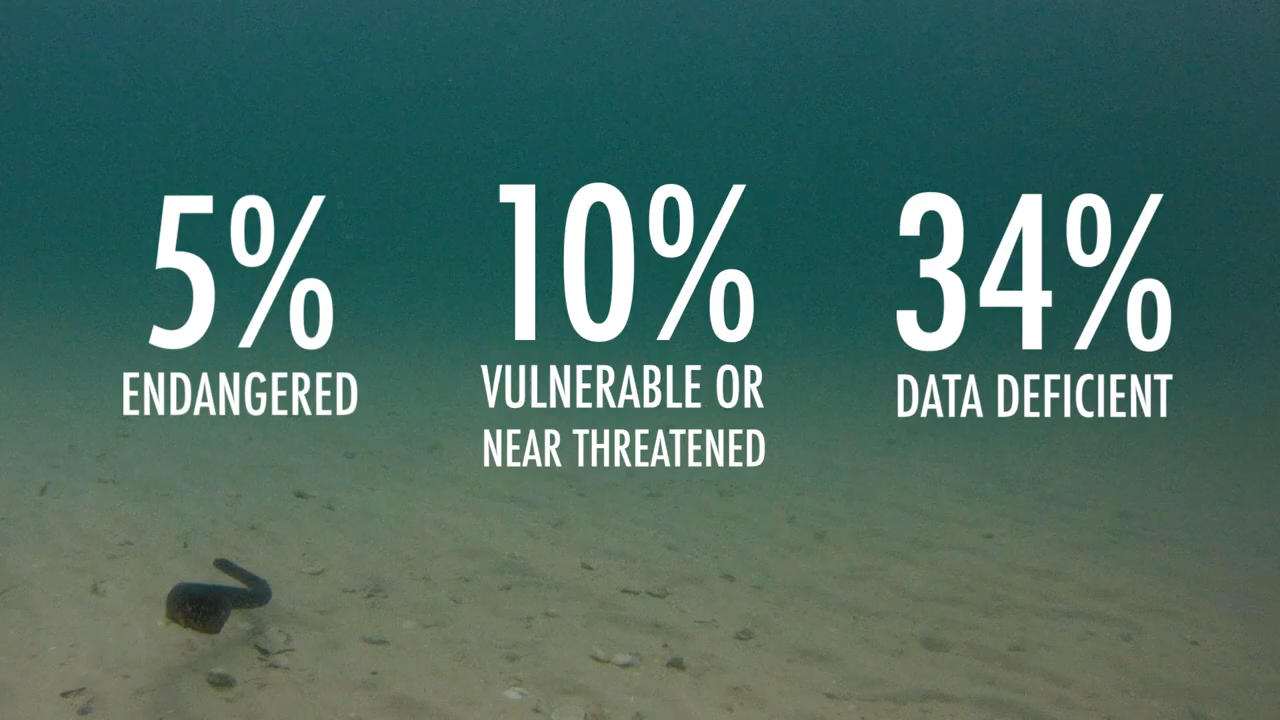 5%
ENDANGERED
10%
VULNERABLE OR
NEAR THREATENED
34%
DATA DEFICIENT